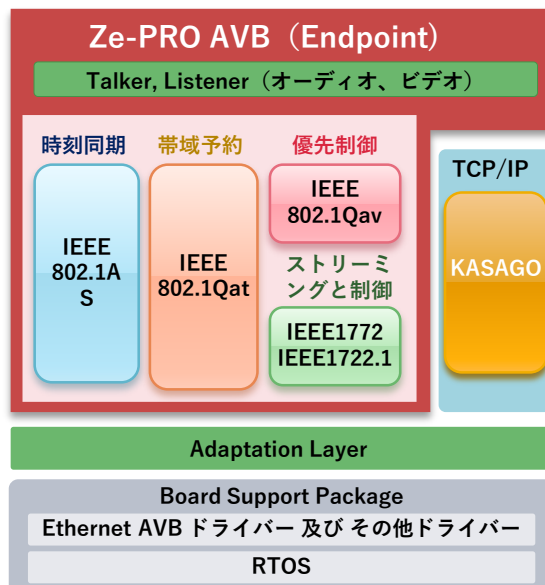 Ze-PRO AVB（Endpoint）
Talker, Listener（オーディオ、ビデオ）
時刻同期
帯域予約
優先制御
IEEE
802.1A
S
IEEE
802.1Qat
IEEE
802.1Qav
ストリーミ
ングと制御
IEEE1772
IEEE1722.1
TCP/IP
KASAGO
Adaptation Layer
Board Support Package
Ethernet AVB ドライバー 及び その他ドライバー
RTOS